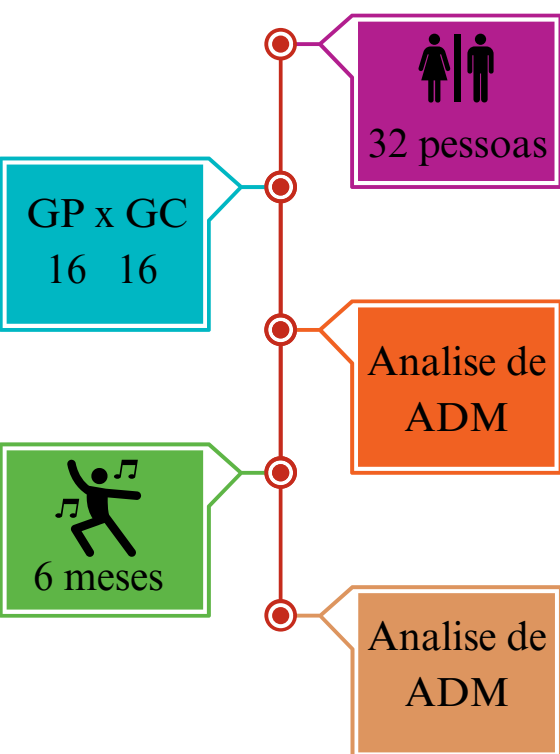 32 pessoas
GP x GC
16 16
Analise de
ADM
6 meses
Analise de
ADM